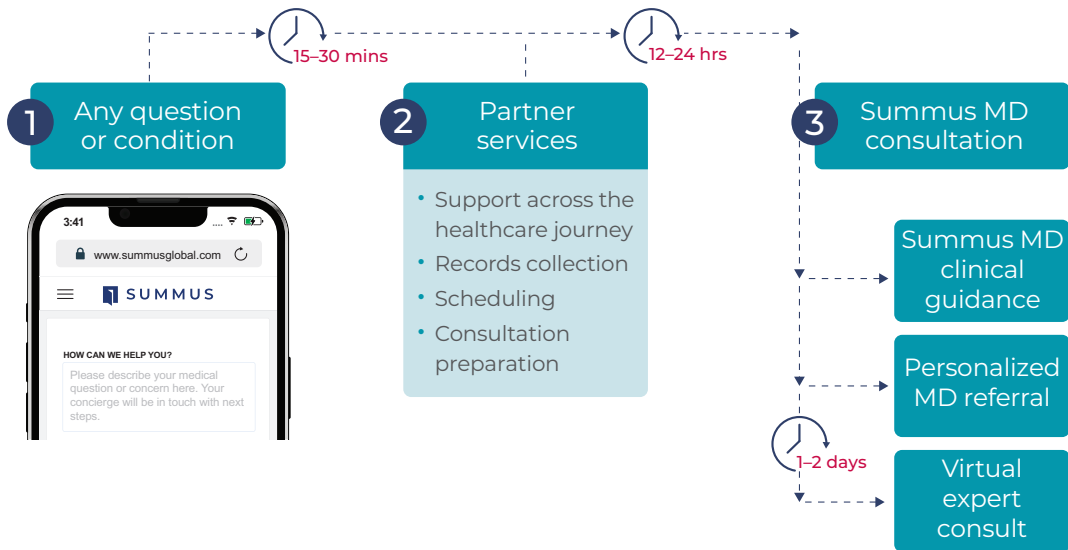 15–30 mins
12–24 hrs
1
Any question
or condition
2
Partner
services
3
Summus MD
consultation
• Support across the
healthcare journey
• Records collection
• Scheduling
• Consultation
preparation
3:41
www.summusglobal.com
SUMMUS
HOW CAN WE HELP YOU?
Please describe your medical
question or concern here. Your
concierge will be in touch with next
steps.
Summus MD
clinical
guidance
Personalized
MD referral
1–2 days
Virtual
expert
consult